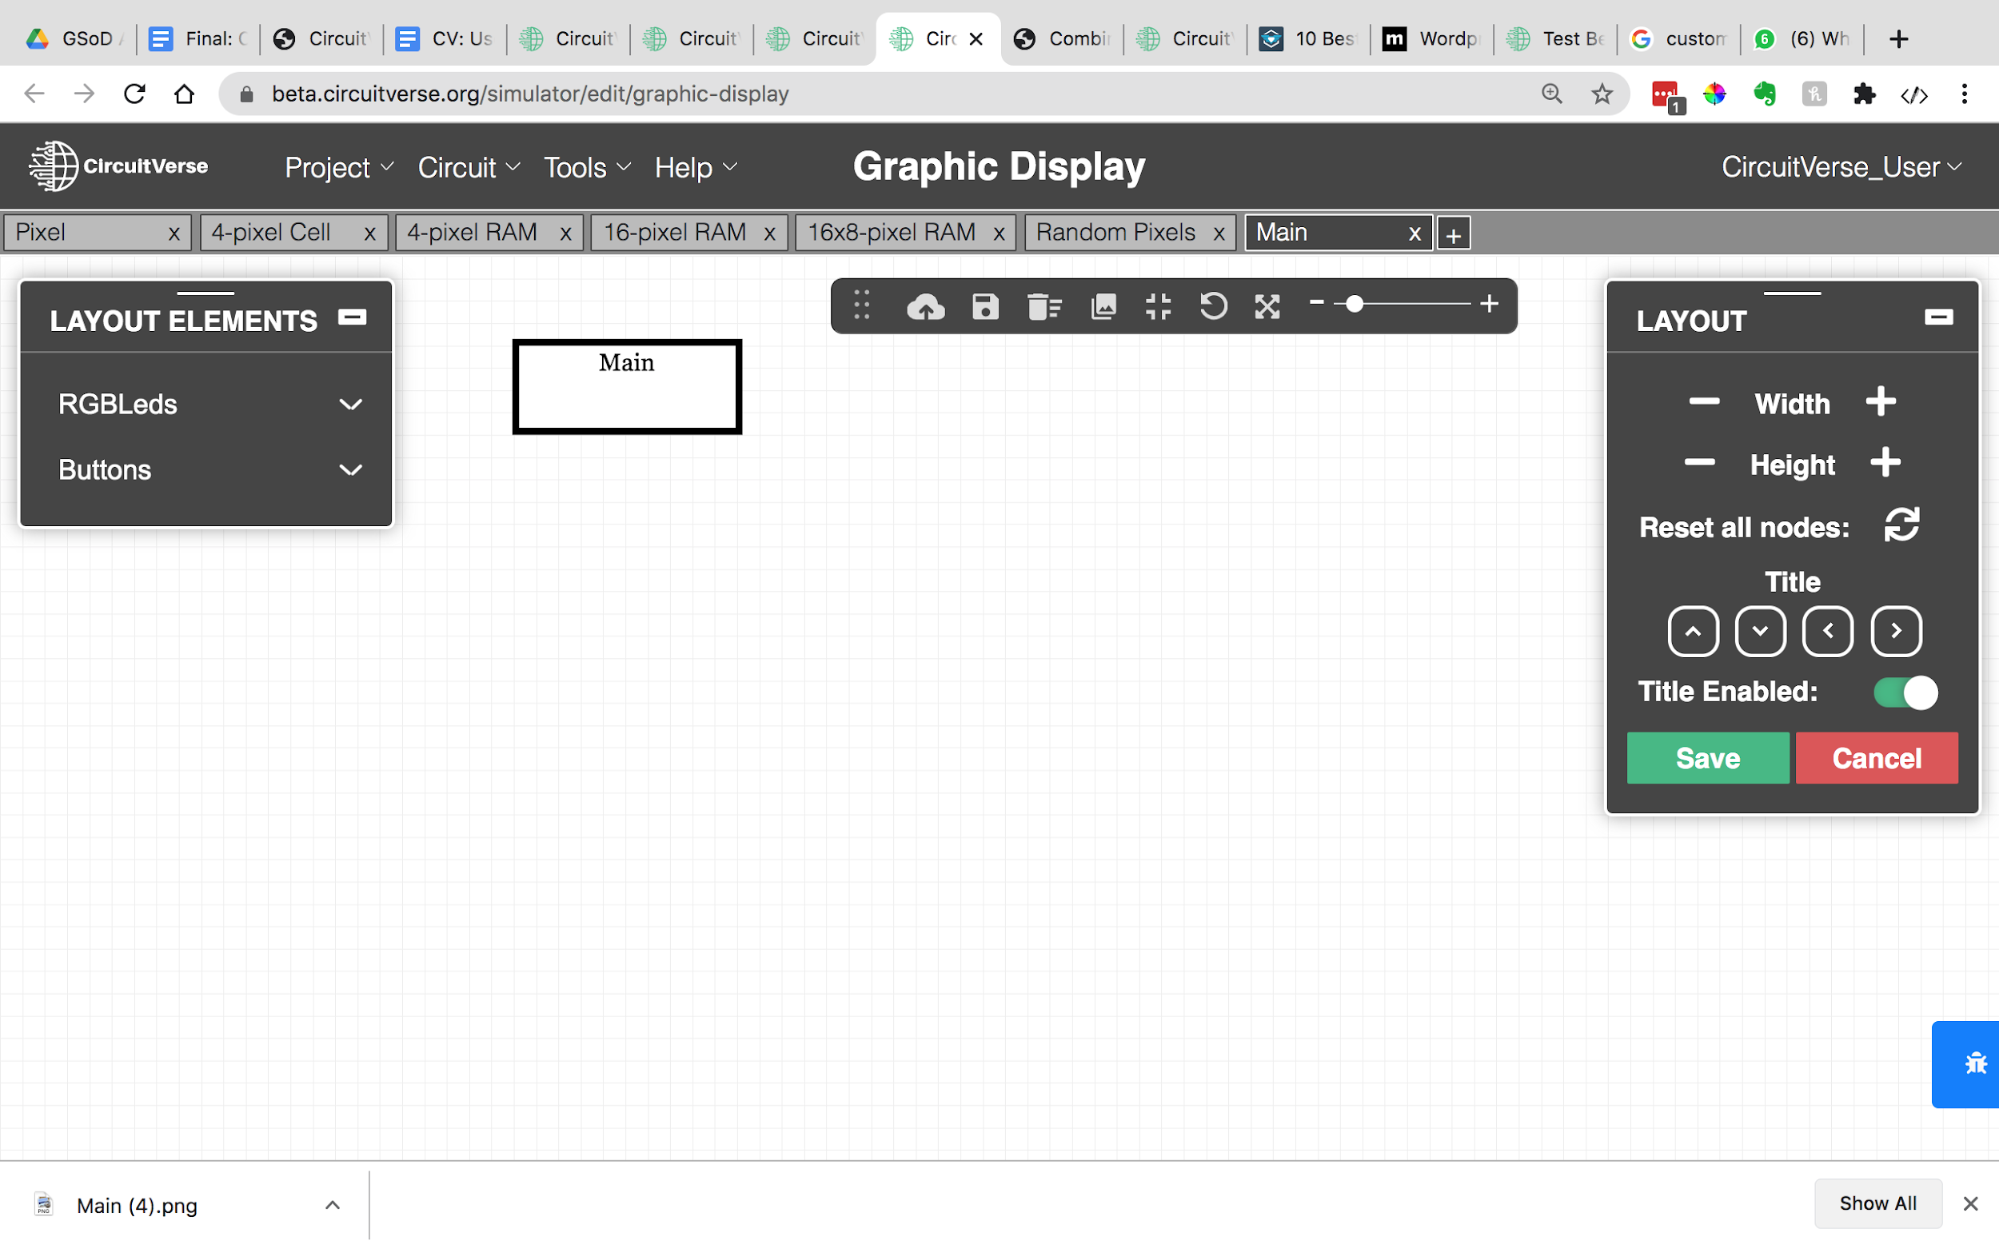 GSoD
Final: C
Circuit
CV: Us
Circuit
Circuit
Circuit
Circ
Combi
Circuit
10 Bes
m Wordp
Test Be
custom
6 (6) Wh
beta.circuitverse.org/simulator/edit/graphic-display
1
CircuitVerse
Project
Circuit
Tools
Help
Graphic Display
CircuitVerse_User
Pixel x
4-pixel Cell x
4-pixel RAM x
16-pixel RAM x
16x8-pixel RAM x
Random Pixels x
Main x
+
LAYOUT ELEMENTS
RGBLeds
Buttons
Main
LAYOUT
Width
Height
Reset all nodes:
Title
Title Enabled:
Save
Cancel
Main (4).png
Show All